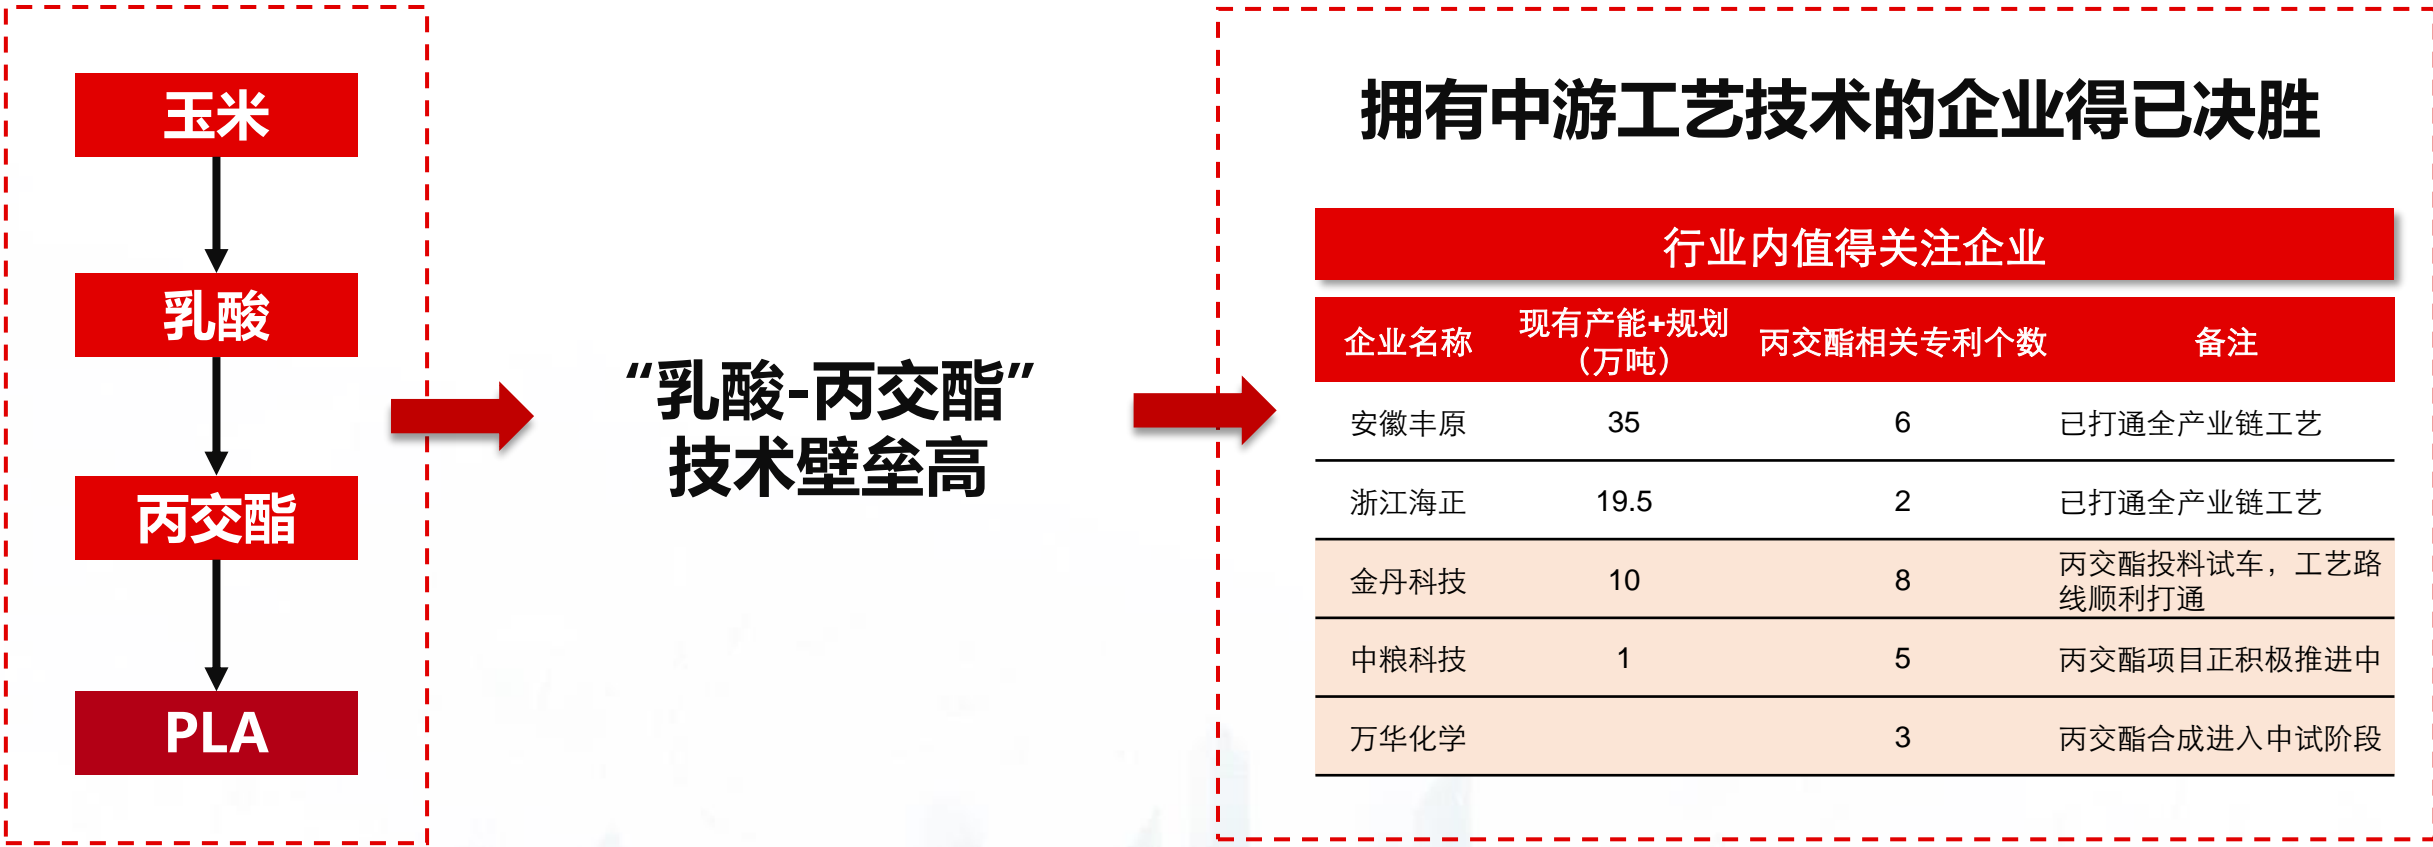 玉米
乳酸
丙交酯
PLA
“乳酸-丙交酯”
技术壁垒高
拥有中游工艺技术的企业得已决胜
行业内值得关注企业
企业名称 现有产能+规划（万吨） 丙交酯相关专利个数 备注
安徽丰原 35 6 已打通全产业链工艺
浙江海正 19.5 2 已打通全产业链工艺
金丹科技 10 8 丙交酯投料试车，工艺路线顺利打通
中粮科技 1 5 丙交酯项目正积极推进中
万华化学 3 丙交酯合成进入中试阶段